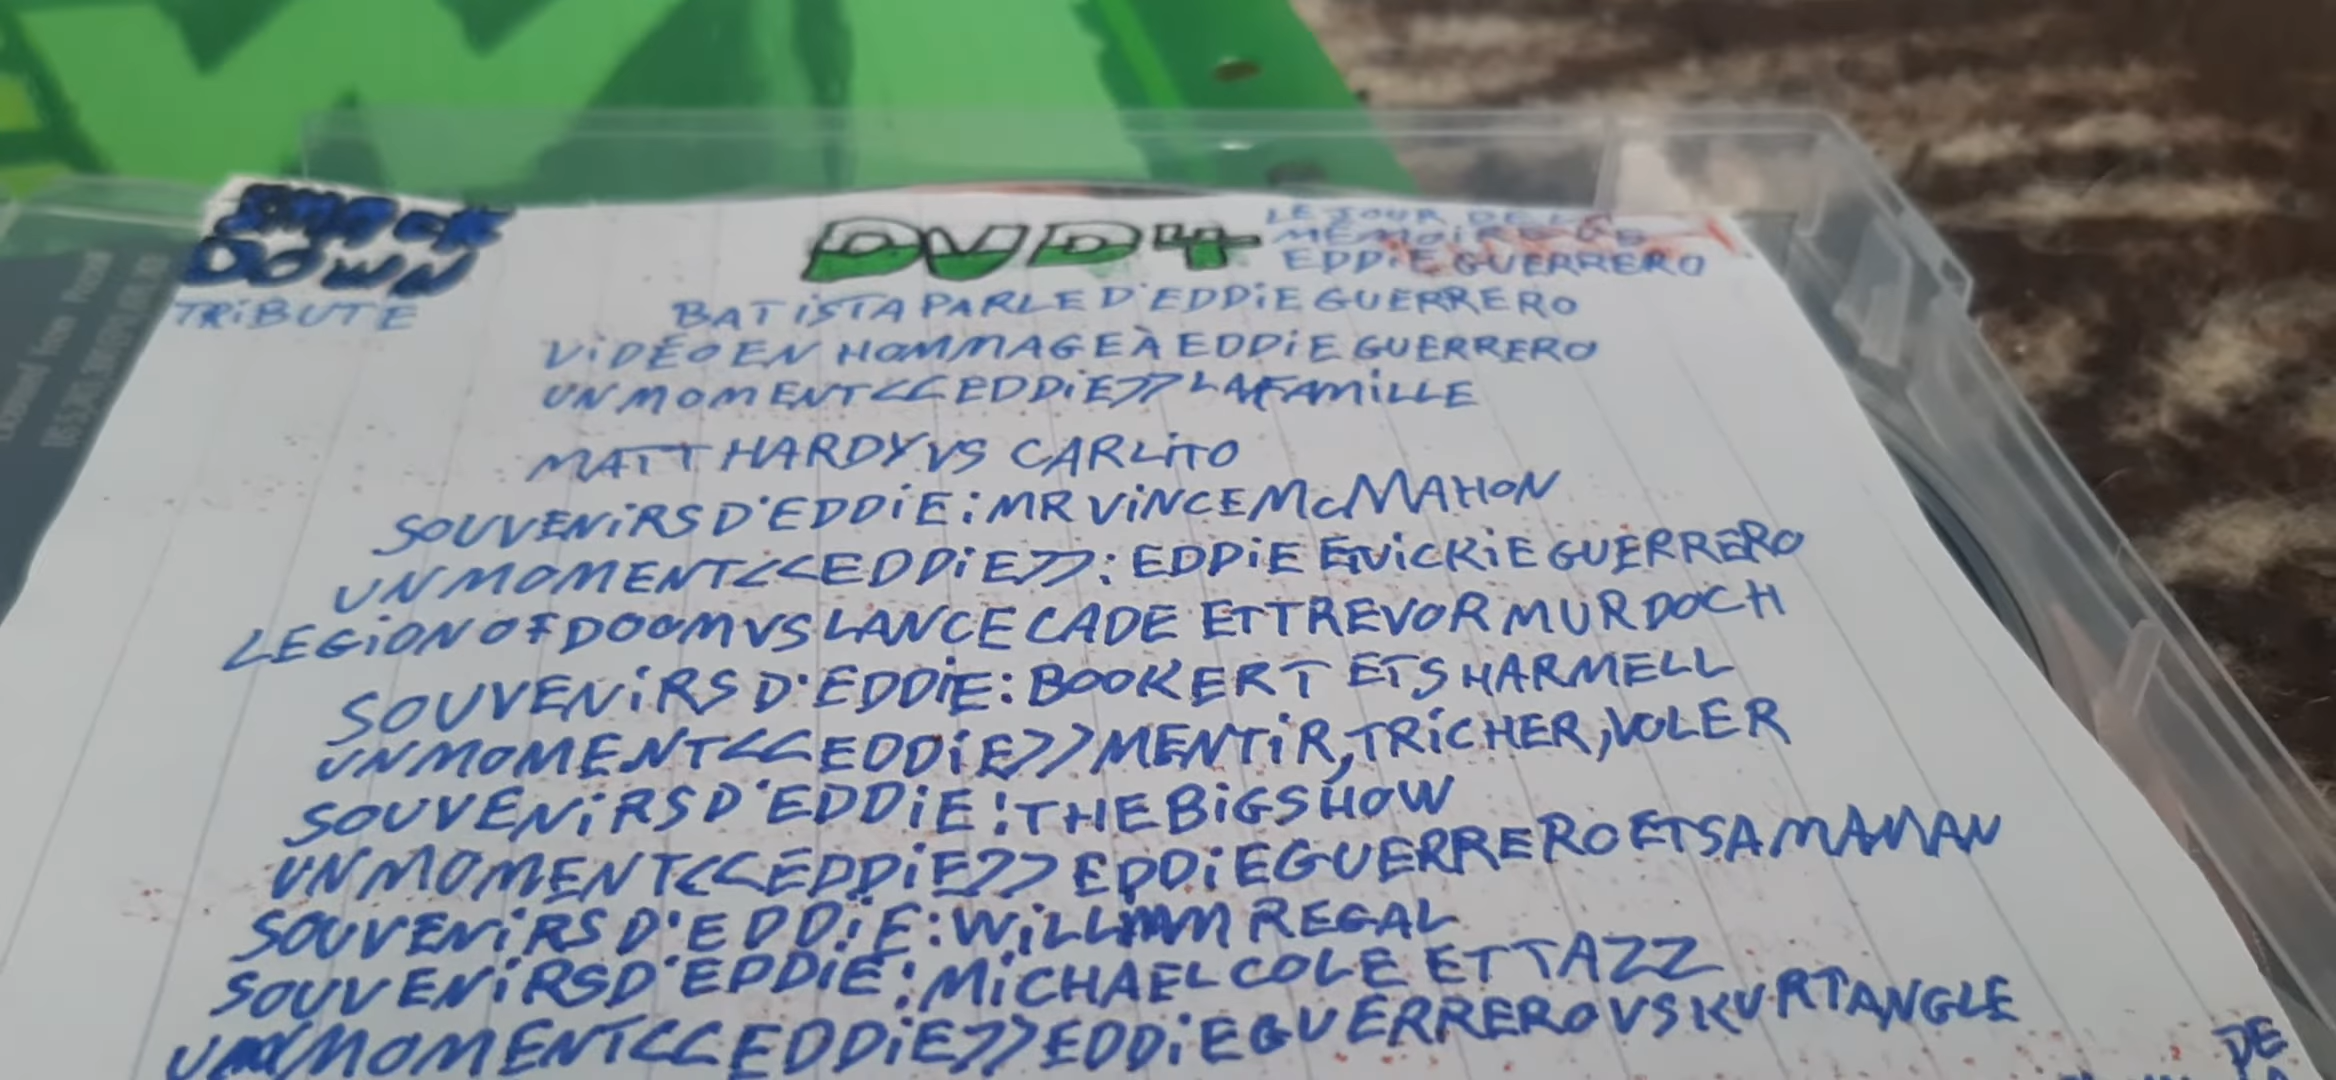 SMACK
DOWN
TRiBUTE
DVD4
LE JOUR DE LA
MÉMOiRE DE
EDDiE GUERRERO
BATiSTA PARLE D'EDDiE GUERRERO
ViDÉO EN HOMMAGE À EDDiE GUERRERO
UN MOMENT <<EDDiE>> LA FAMiLLE
MATT HARDY VS CARLiTO
SOUVENiRS D'EDDiE : MR ViNCE McMAHON
UN MOMENT <<EDDiE>> : EDDiE EViCKiE GUERRERO
LEGiON OF DOOM VS LANCE CADE ET TREVOR MURDOCH
SOUVENiRS D'EDDiE : BOOKER T ET SHARMELL
UN MOMENT <<EDDiE>> MENTiR, TRiCHER, VOLER
SOUVENiRS D'EDDiE : THE BiG SHOW
UN MOMENT <<EDDiE>> EDDiE GUERRERO ET SA MAMAN
SOUVENiRS D'EDDiE : WiLLiAM REGAL
SOUVENiRS D'EDDiE : MiCHAEL COLE ET TAZZ
UN MOMENT <<EDDiE>> EDDiE GUERRERO VS KURT ANGLE
DE